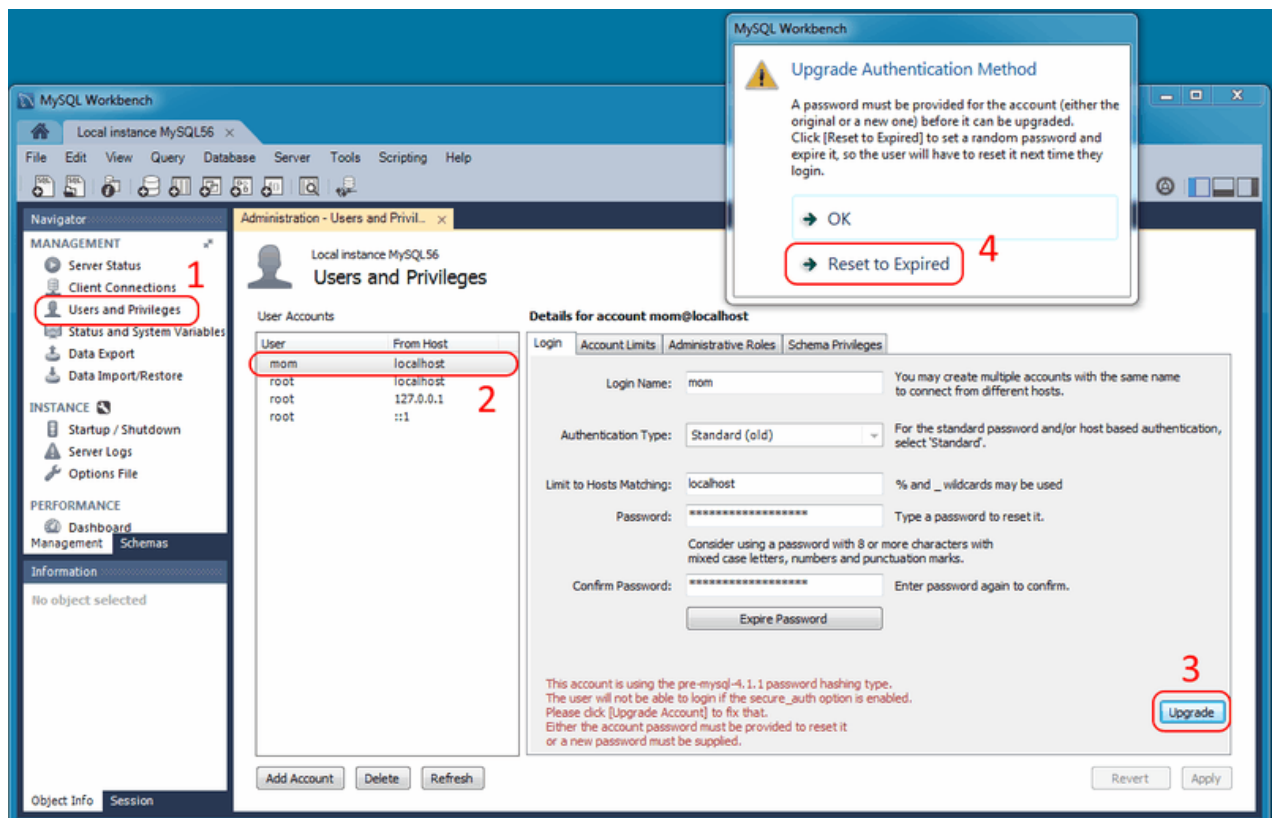 MySQL Workbench
Upgrade Authentication Method
A password must be provided for the account (either the
original or a new one) before it can be upgraded.
Click [Reset to Expired] to set a random password and
expire it, so the user will have to reset it next time they
login.
OK
Reset to Expired
4
MySQL Workbench
Local instance MySQL56
File Edit View Query Database Server Tools Scripting Help
Navigator
MANAGEMENT
Server Status
1
Client Connections
Users and Privileges
Status and System Variables
Data Export
Data Import/Restore
INSTANCE
Startup / Shutdown
Server Logs
Options File
PERFORMANCE
Dashboard
Management Schemas
Information
No object selected
Object Info Session
Administration - Users and Privil..
Local instance MySQL56
Users and Privileges
User Accounts
User From Host
mom localhost
root localhost
root 127.0.0.1
root ::1
2
Add Account Delete Refresh
Details for account mom@localhost
Login Account Limits Administrative Roles Schema Privileges
Login Name: mom You may create multiple accounts with the same name
to connect from different hosts.
Authentication Type: Standard (old) For the standard password and/or host based authentication,
select 'Standard'.
Limit to Hosts Matching: localhost % and _ wildcards may be used
Password: ****************** Type a password to reset it.
Consider using a password with 8 or more characters with
mixed case letters, numbers and punctuation marks.
Confirm Password: ****************** Enter password again to confirm.
Expire Password
This account is using the pre-mysql-4.1.1 password hashing type.
The user will not be able to login if the secure_auth option is enabled.
Please click [Upgrade Account] to fix that.
Either the account password must be provided to reset it
or a new password must be supplied.
3
Upgrade
Revert Apply